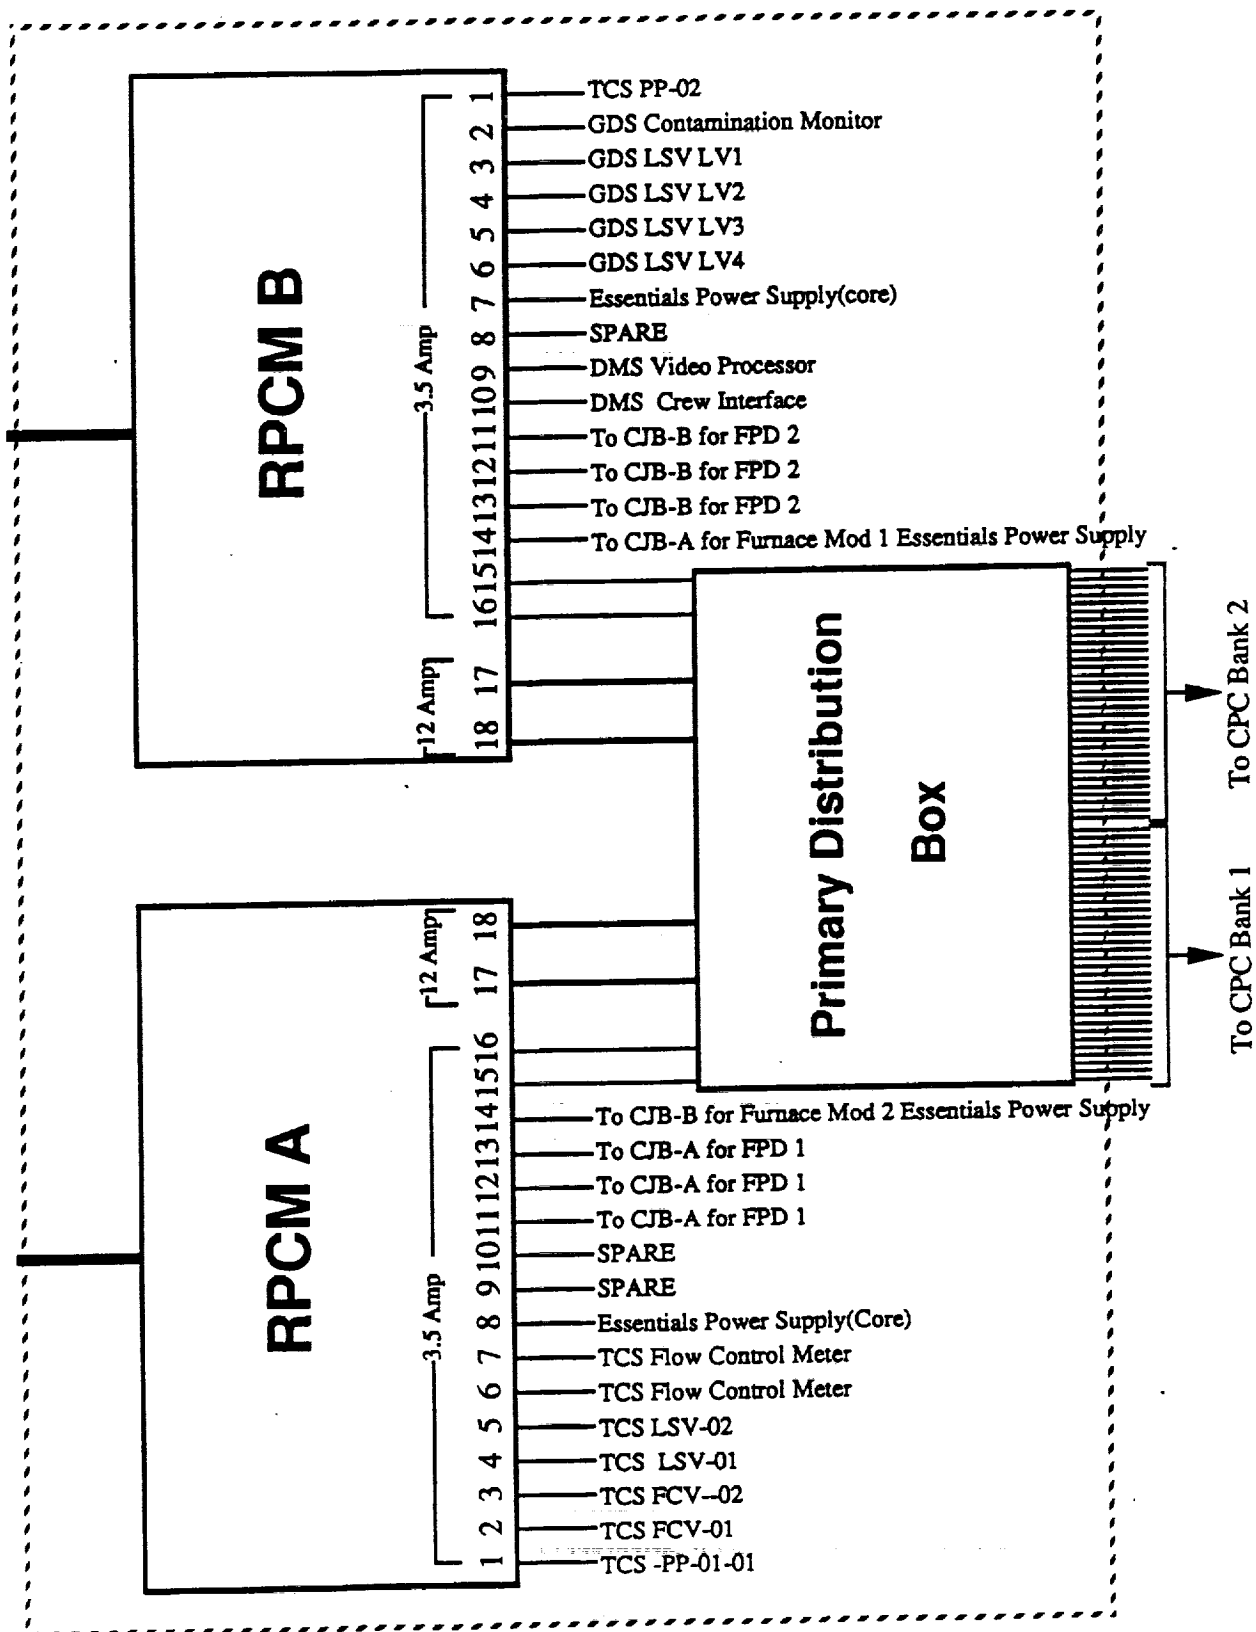 RPCM B
3.5 Amp
12 Amp
1 TCS PP-02
2 GDS Contamination Monitor
3 GDS LSV LV1
4 GDS LSV LV2
5 GDS LSV LV3
6 GDS LSV LV4
7 Essentials Power Supply(core)
8 SPARE
9 DMS Video Processor
10 DMS Crew Interface
11 To CJB-B for FPD 2
12 To CJB-B for FPD 2
13 To CJB-B for FPD 2
14 To CJB-A for Furnace Mod 1 Essentials Power Supply
15
16
17
18
Primary Distribution
Box
To CPC Bank 2
To CPC Bank 1
RPCM A
12 Amp
3.5 Amp
18
17
16
15
14 To CJB-B for Furnace Mod 2 Essentials Power Supply
13 To CJB-A for FPD 1
12 To CJB-A for FPD 1
11 To CJB-A for FPD 1
10 SPARE
9 SPARE
8 Essentials Power Supply(Core)
7 TCS Flow Control Meter
6 TCS Flow Control Meter
5 TCS LSV-02
4 TCS LSV-01
3 TCS FCV--02
2 TCS FCV-01
1 TCS -PP-01-01